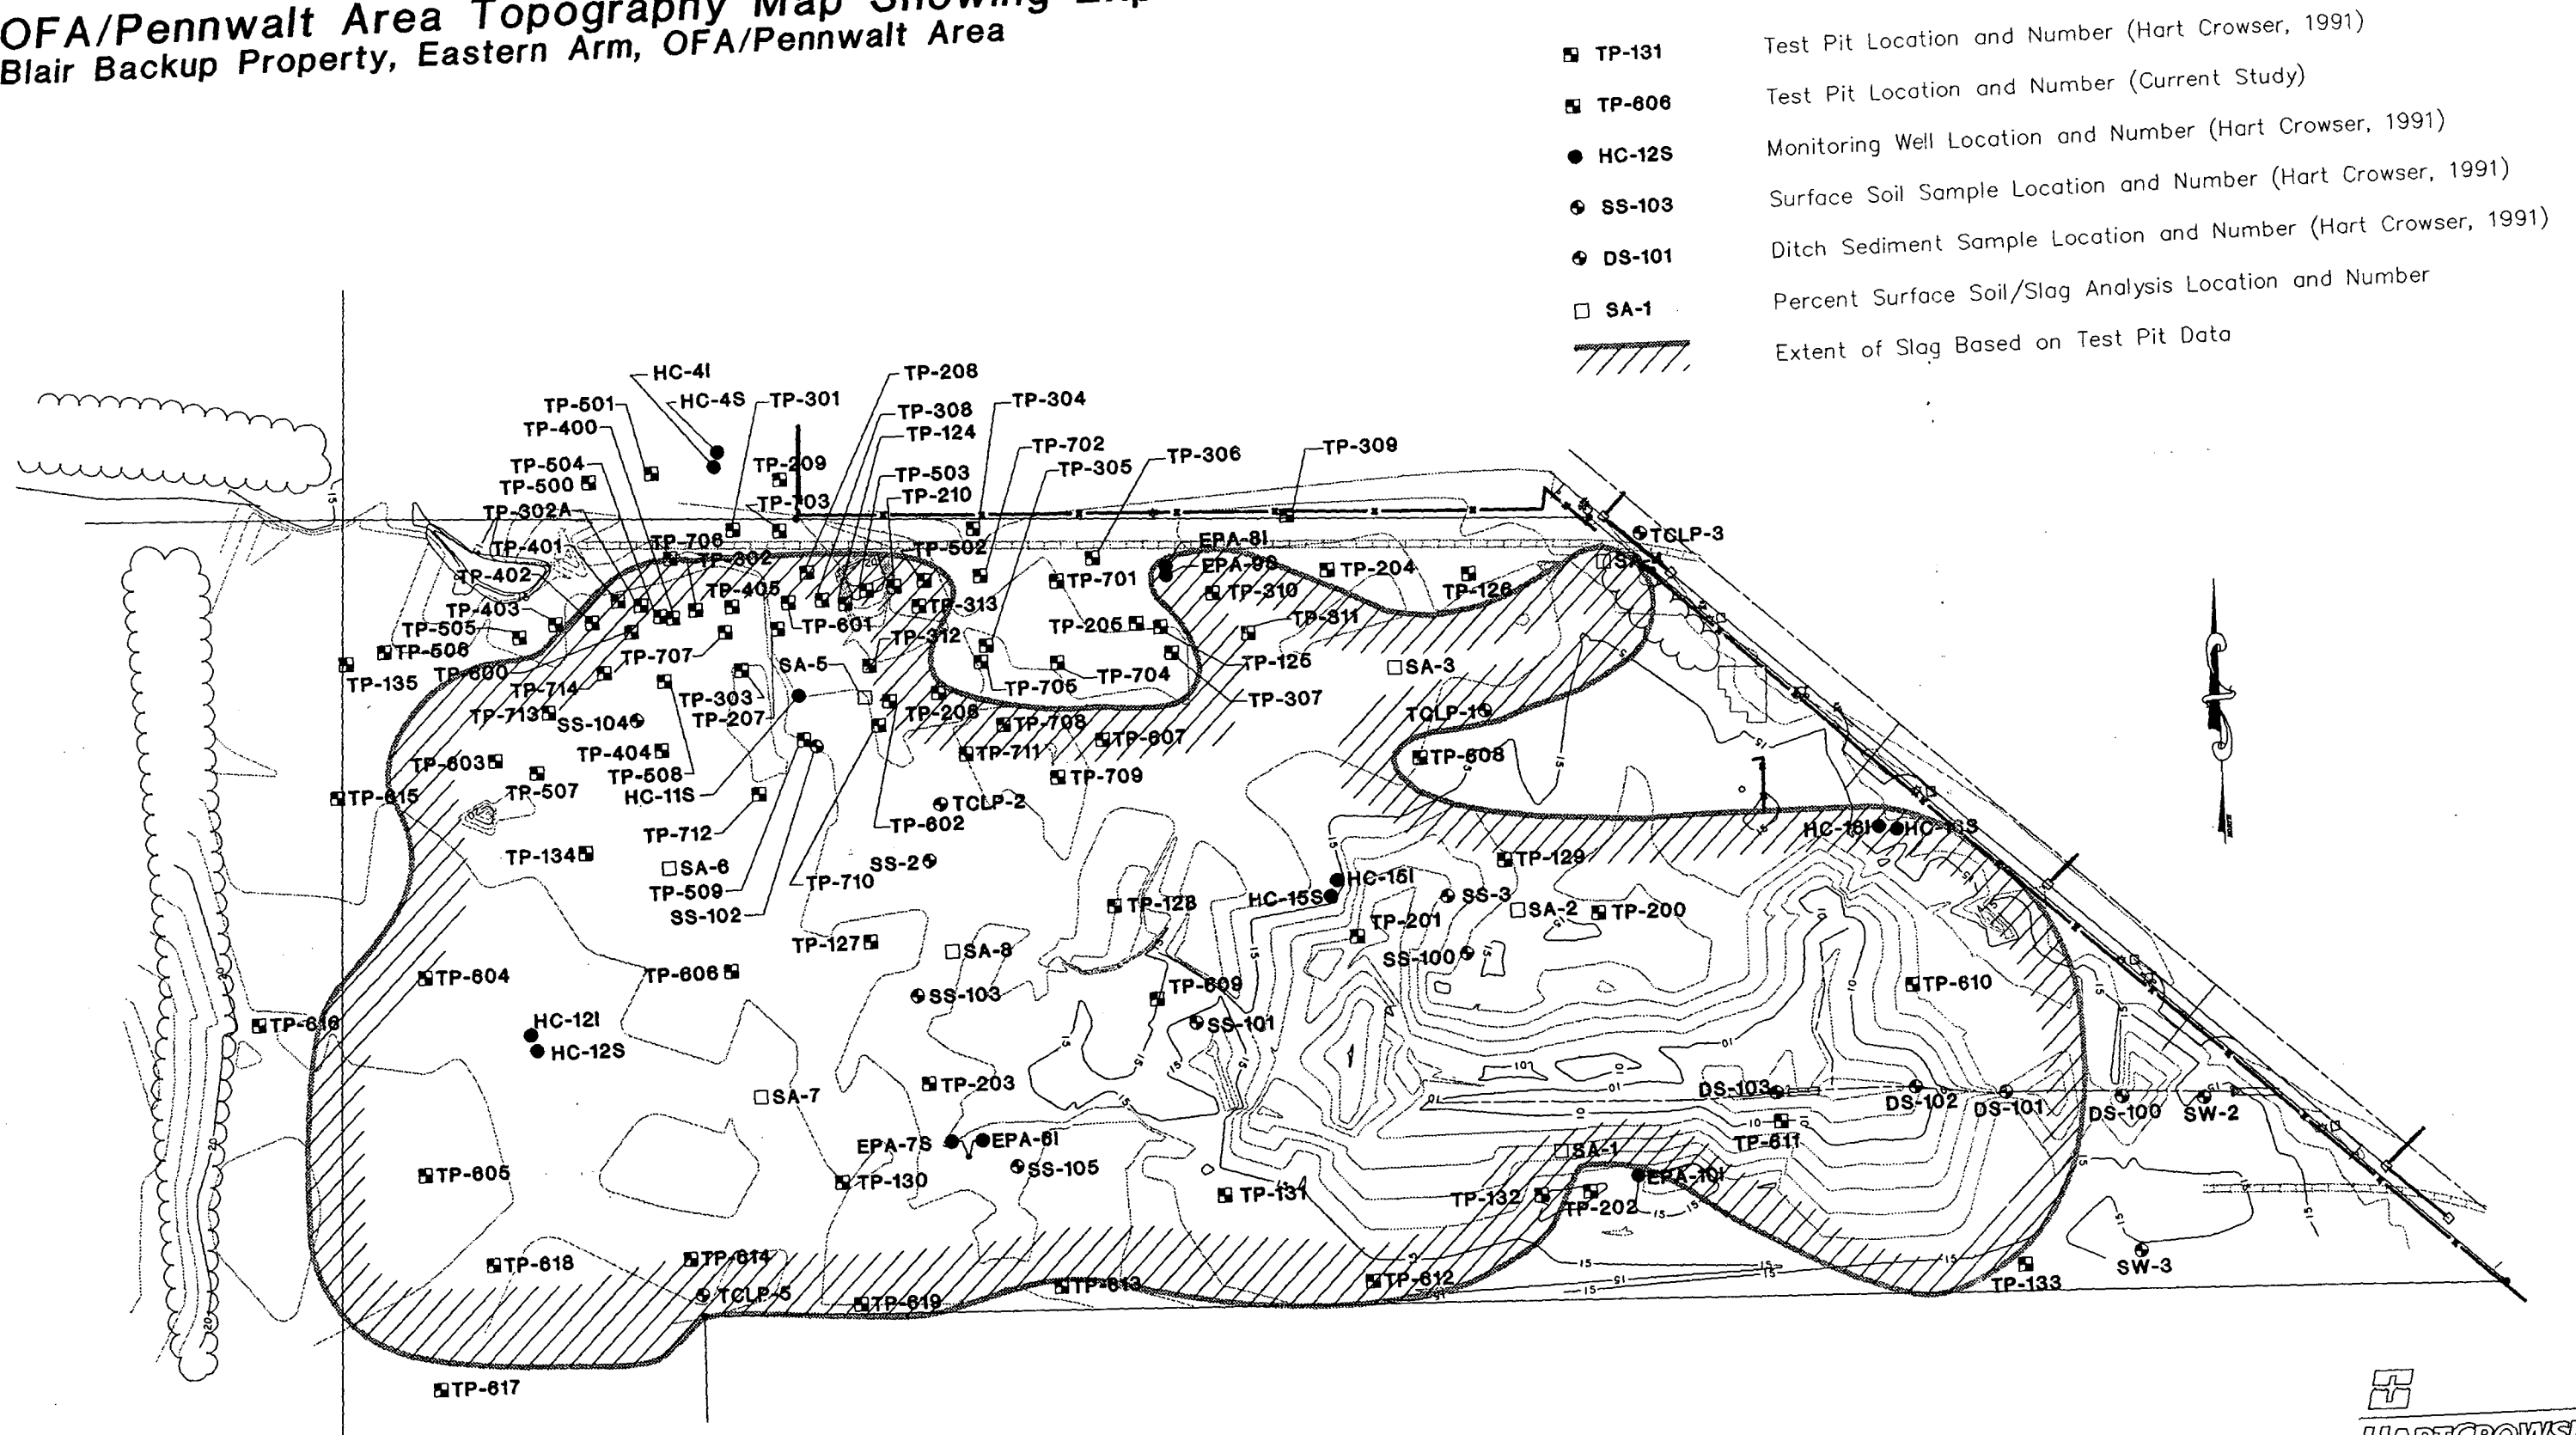 OFA/Pennwalt Area Topography Map Showing
Blair Backup Property, Eastern Arm, OFA/Pennwalt Area
TP-131 Test Pit Location and Number (Hart Crowser, 1991)
TP-606 Test Pit Location and Number (Current Study)
HC-12S Monitoring Well Location and Number (Hart Crowser, 1991)
SS-103 Surface Soil Sample Location and Number (Hart Crowser, 1991)
DS-101 Ditch Sediment Sample Location and Number (Hart Crowser, 1991)
SA-1 Percent Surface Soil/Slag Analysis Location and Number
Extent of Slag Based on Test Pit Data
HC-4I
TP-208
TP-501
HC-4S
TP-301
TP-308
TP-304
TP-400
TP-124
TP-702
TP-306
TP-309
TP-504
TP-209
TP-503
TP-305
TP-500
TP-703
TP-210
TP-302A
TP-401
TP-706
TP-302
TP-502
EPA-8I
TCLP-3
TP-402
TP-405
TP-701
EPA-9S
TP-204
SA-4
TP-403
TP-313
TP-310
TP-126
TP-505
TP-601
TP-312
TP-205
TP-311
TP-506
TP-707
SA-5
TP-125
SA-3
TP-135
TP-600
TP-714
TP-303
TP-705
TP-704
TP-307
TP-713
SS-104
TP-207
TP-206
TP-708
TCLP-1
TP-603
TP-404
TP-711
TP-607
TP-608
TP-508
TP-709
TP-615
TP-507
HC-11S
TCLP-2
TP-712
TP-602
HC-16I
HC-16S
TP-134
SA-6
SS-2
TP-129
TP-509
TP-710
HC-15I
SS-102
TP-128
HC-15S
SS-3
SA-2
TP-200
TP-127
SA-8
TP-201
SS-100
TP-604
TP-606
SS-103
TP-609
TP-610
TP-616
HC-12I
SS-101
HC-12S
TP-203
SA-7
DS-103
DS-102
DS-101
DS-100
SW-2
EPA-7S
EPA-6I
TP-611
SA-1
TP-605
SS-105
EPA-10I
TP-130
TP-131
TP-132
TP-202
TP-618
TP-614
SW-3
TCLP-5
TP-619
TP-613
TP-612
TP-133
TP-617